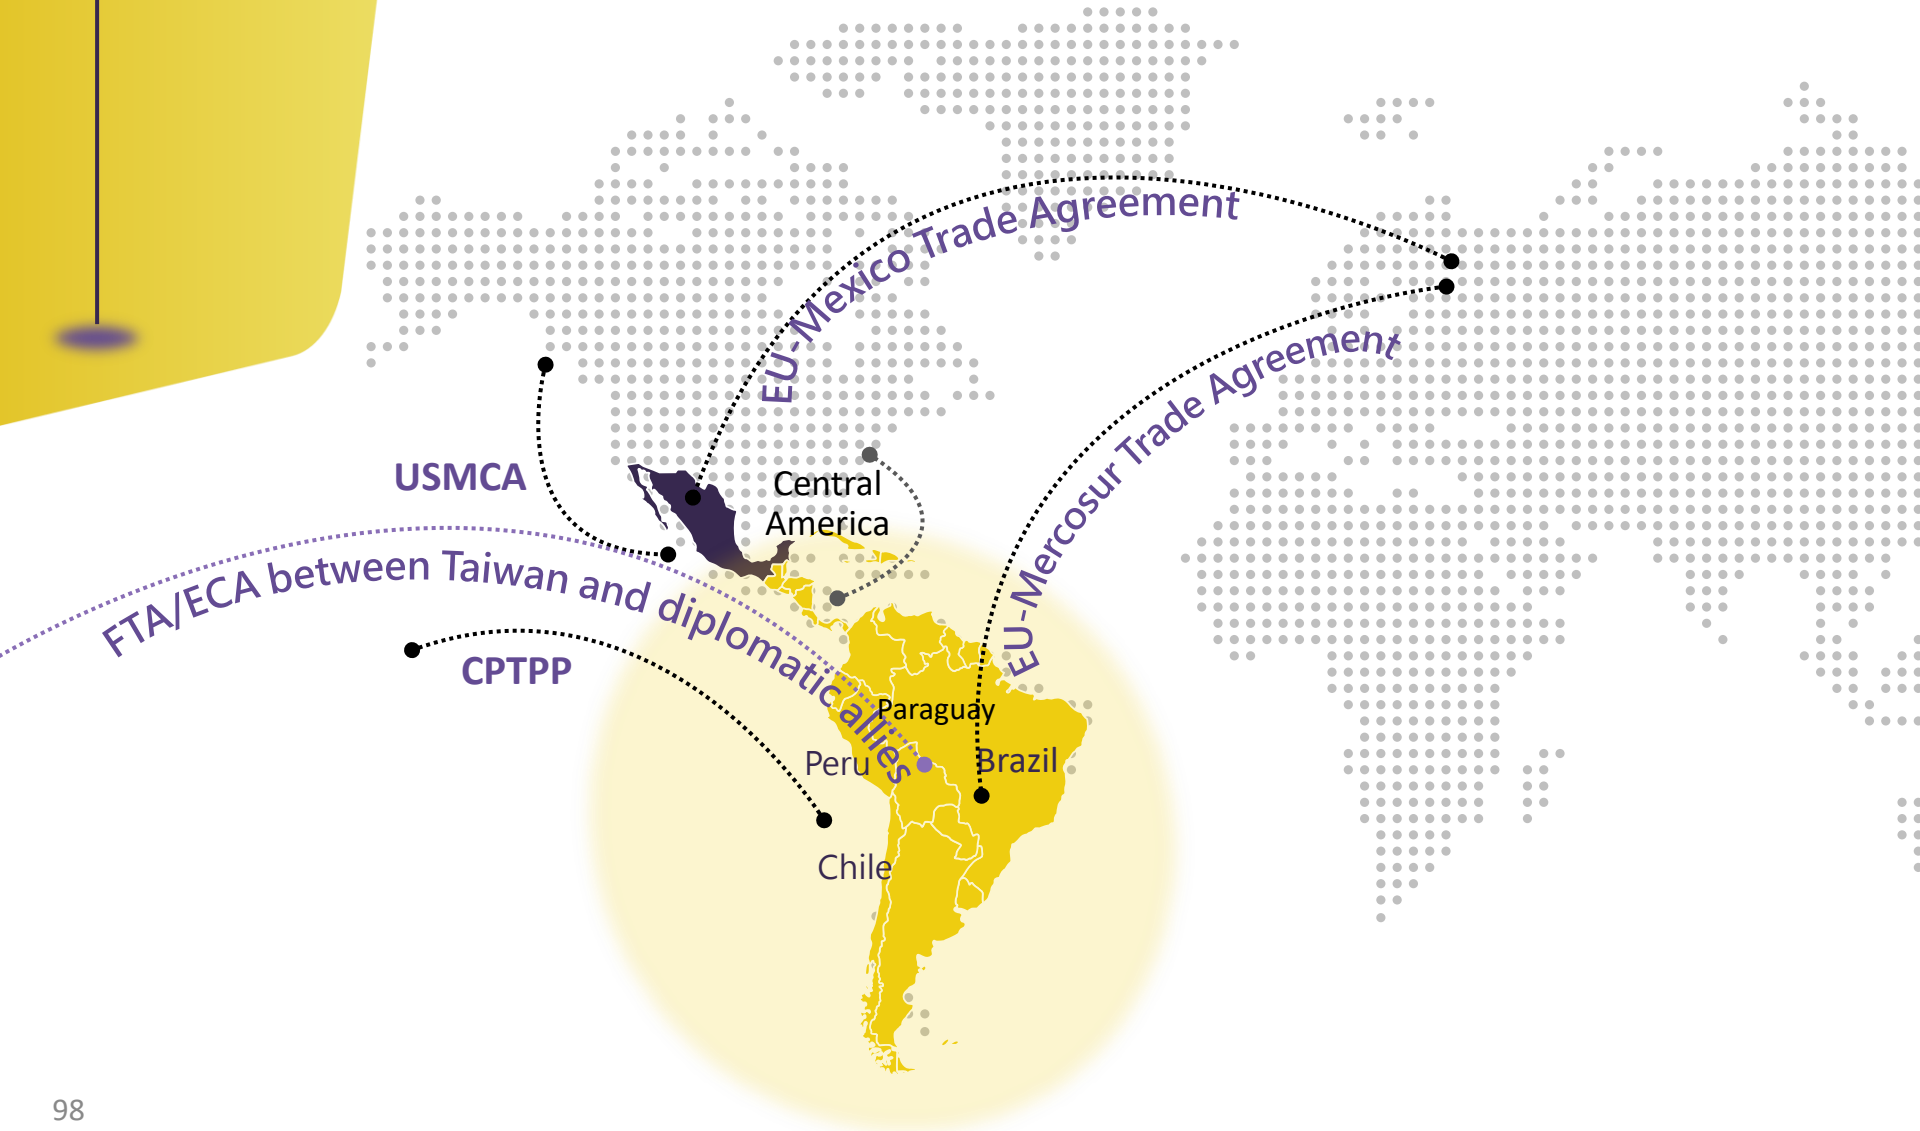 EU-Mexico Trade Agreement
EU-Mercosur Trade Agreement
USMCA
Central
America
FTA/ECA between Taiwan and diplomatic allies
CPTPP
Paraguay
Peru
Brazil
Chile
98